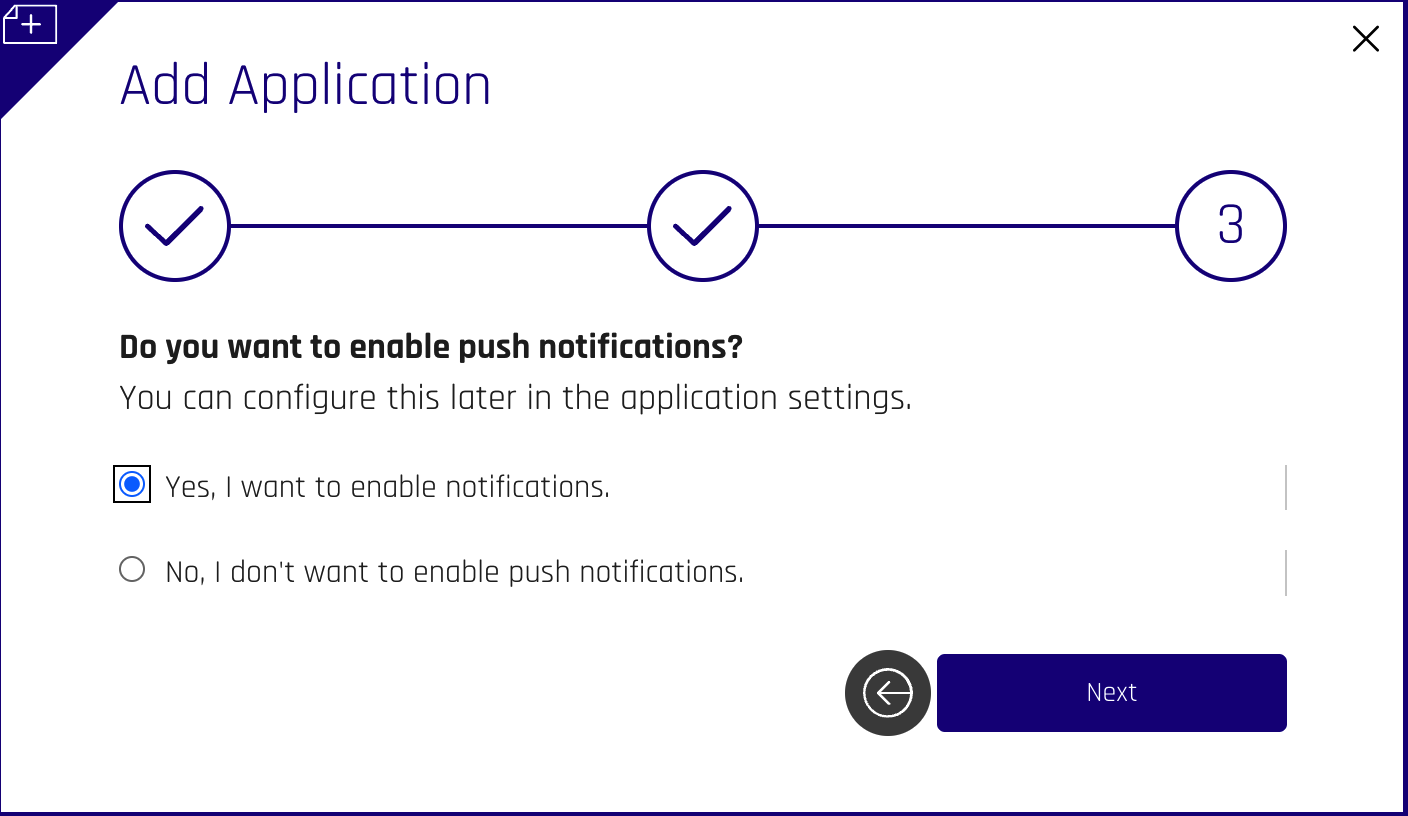 Add Application
3
Do you want to enable push notifications?
You can configure this later in the application settings.
Yes, I want to enable notifications.
No, I don't want to enable push notifications.
Next